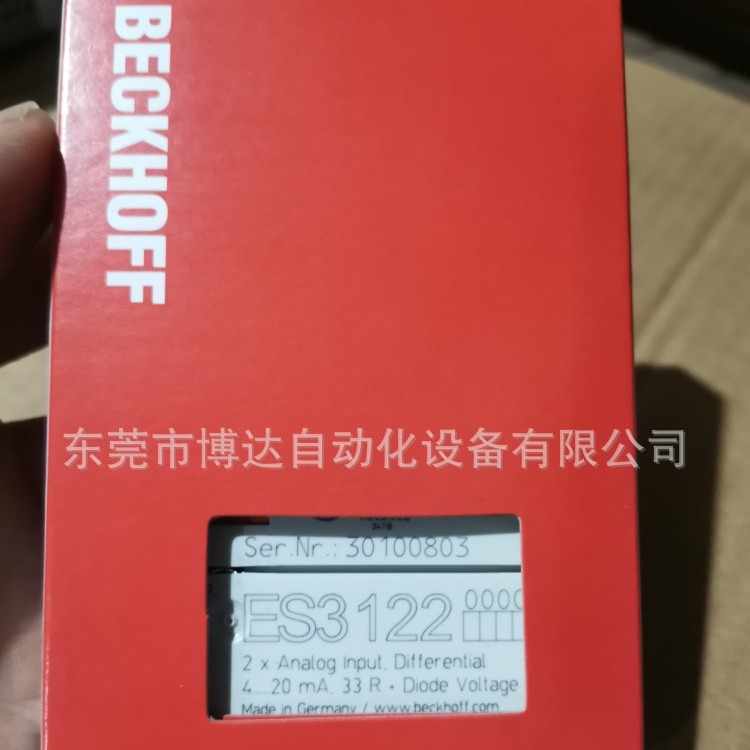 BECKHOFF
东莞市博达自动化设备有限公司
24TB
Ser.Nr.: 30100803
ES3122 0000
2 x Analog Input, Differential
4....20 mA, 33 R + Diode Voltage
Made in Germany / www.beckhoff.com